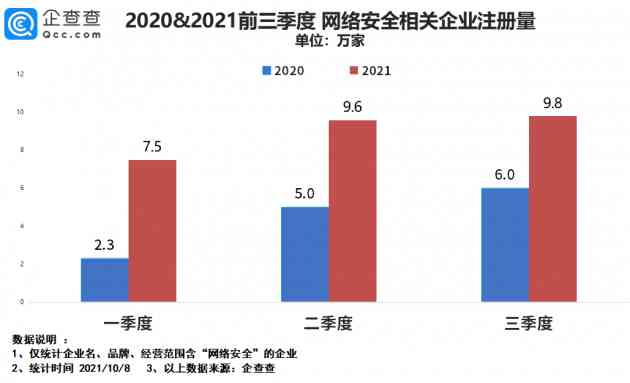 企查查
Qcc.com
2020&2021前三季度 网络安全相关企业注册量
单位：万家
2020 2021
12
10
8
6
4
2
0
2.3 7.5 5.0 9.6 6.0 9.8
一季度 二季度 三季度
数据说明 ：
1、仅统计企业名、品牌、经营范围含“网络安全”的企业
2、统计时间 2021/10/8 3、以上数据来源：企查查